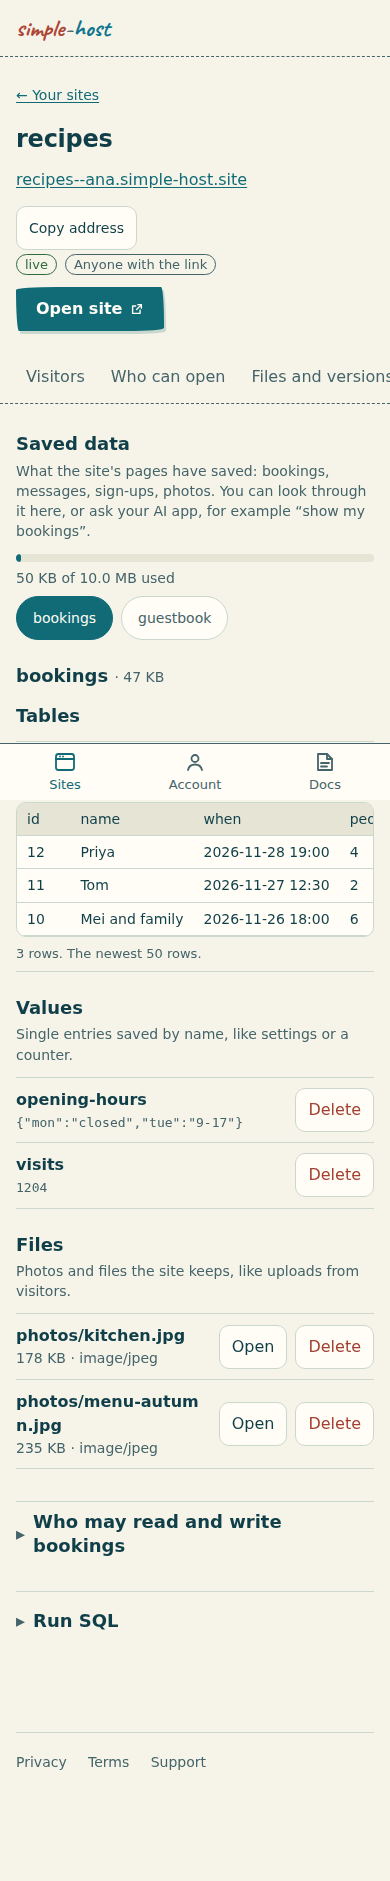 simple-host
← Your sites
recipes
recipes--ana.simple-host.site
Copy address
live Anyone with the link
Open site
Visitors Who can open Files and versions
Saved data
What the site's pages have saved: bookings,
messages, sign-ups, photos. You can look through
it here, or ask your AI app, for example “show my
bookings”.
50 KB of 10.0 MB used
bookings guestbook
bookings · 47 KB
Tables
Sites Account Docs
id name when
12 Priya 2026-11-28 19:00 4
11 Tom 2026-11-27 12:30 2
10 Mei and family 2026-11-26 18:00 6
3 rows. The newest 50 rows.
Values
Single entries saved by name, like settings or a
counter.
opening-hours
{"mon":"closed","tue":"9-17"}
Delete
visits
1204
Delete
Files
Photos and files the site keeps, like uploads from
visitors.
photos/kitchen.jpg
178 KB · image/jpeg
Open Delete
photos/menu-autum
n.jpg
235 KB · image/jpeg
Open Delete
▸ Who may read and write
bookings
▸ Run SQL
Privacy Terms Support